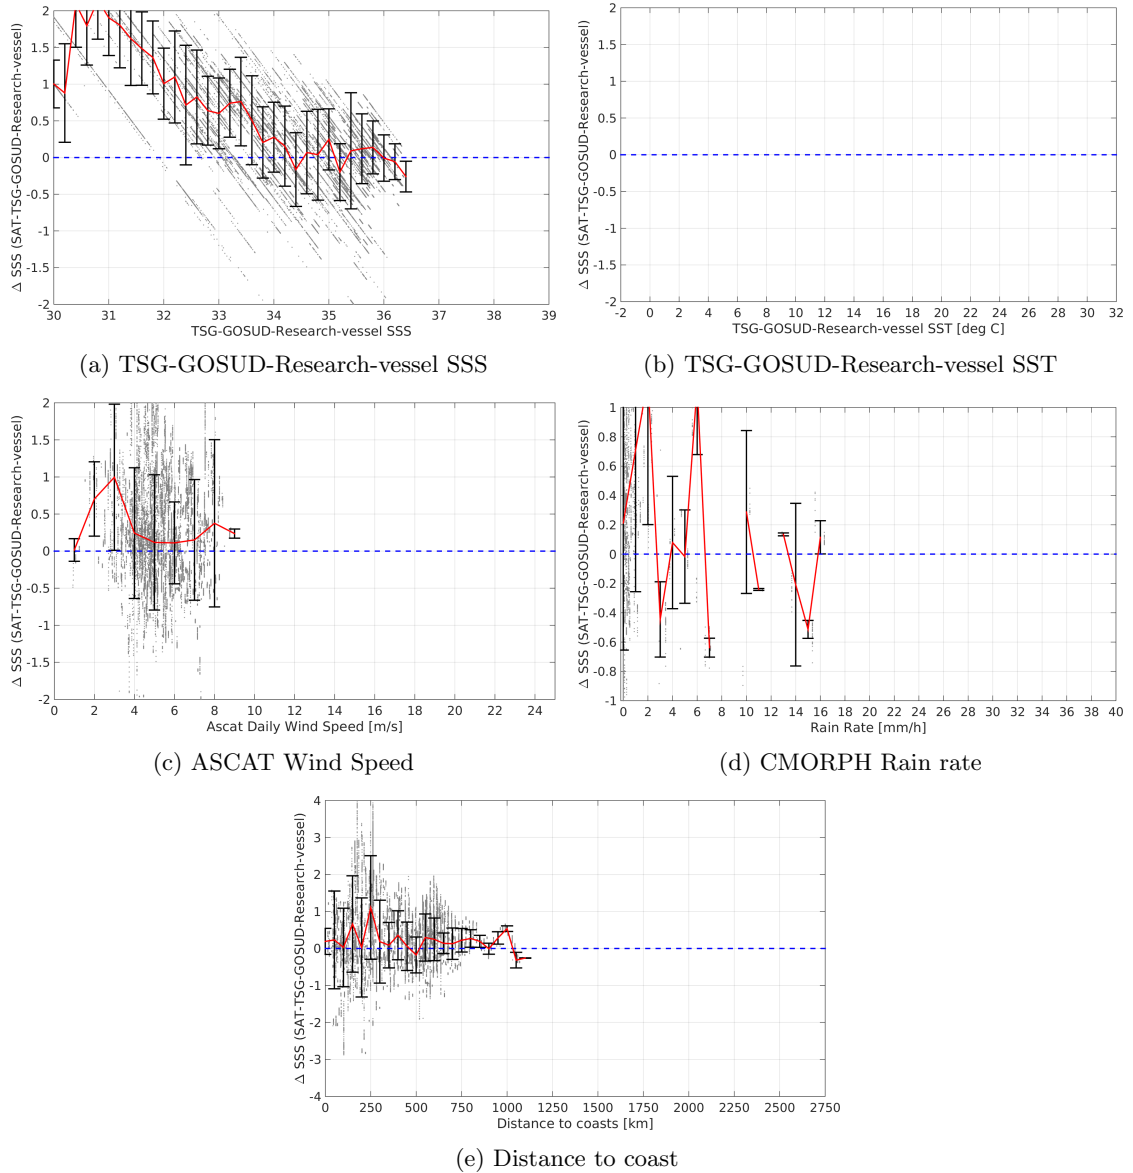 2
1.5
1
0.5
0
-0.5
-1
-1.5
-2
Δ SSS (SAT-TSG-GOSUD-Research-vessel)
30 31 32 33 34 35 36 37 38 39
TSG-GOSUD-Research-vessel SSS
(a) TSG-GOSUD-Research-vessel SSS
2
1.5
1
0.5
0
-0.5
-1
-1.5
-2
Δ SSS (SAT-TSG-GOSUD-Research-vessel)
-2 0 2 4 6 8 10 12 14 16 18 20 22 24 26 28 30 32
TSG-GOSUD-Research-vessel SST [deg C]
(b) TSG-GOSUD-Research-vessel SST
2
1.5
1
0.5
0
-0.5
-1
-1.5
-2
Δ SSS (SAT-TSG-GOSUD-Research-vessel)
0 2 4 6 8 10 12 14 16 18 20 22 24
Ascat Daily Wind Speed [m/s]
(c) ASCAT Wind Speed
1
0.8
0.6
0.4
0.2
0
-0.2
-0.4
-0.6
-0.8
-1
Δ SSS (SAT-TSG-GOSUD-Research-vessel)
0 2 4 6 8 10 12 14 16 18 20 22 24 26 28 30 32 34 36 38 40
Rain Rate [mm/h]
(d) CMORPH Rain rate
4
3
2
1
0
-1
-2
-3
-4
Δ SSS (SAT-TSG-GOSUD-Research-vessel)
0 250 500 750 1000 1250 1500 1750 2000 2250 2500 2750
Distance to coasts [km]
(e) Distance to coast